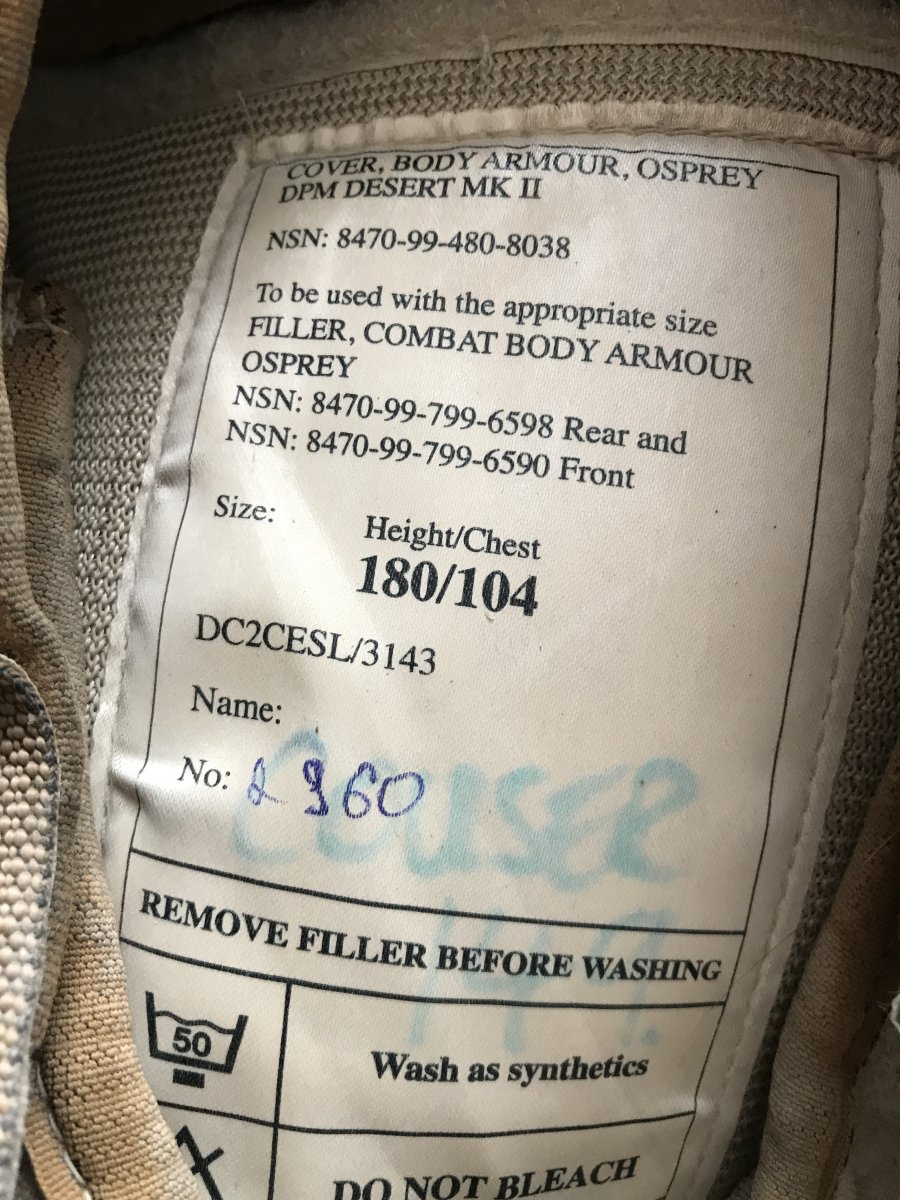 COVER, BODY ARMOUR, OSPREY
DPM DESERT MK II
NSN: 8470-99-480-8038
To be used with the appropriate size
FILLER, COMBAT BODY ARMOUR
OSPREY
NSN: 8470-99-799-6598 Rear and
NSN: 8470-99-799-6590 Front
Size:
Height/Chest
180/104
DC2CESL/3143
Name:
No: 2360
REMOVE FILLER BEFORE WASHING
50
Wash as synthetics
DO NOT BLEACH